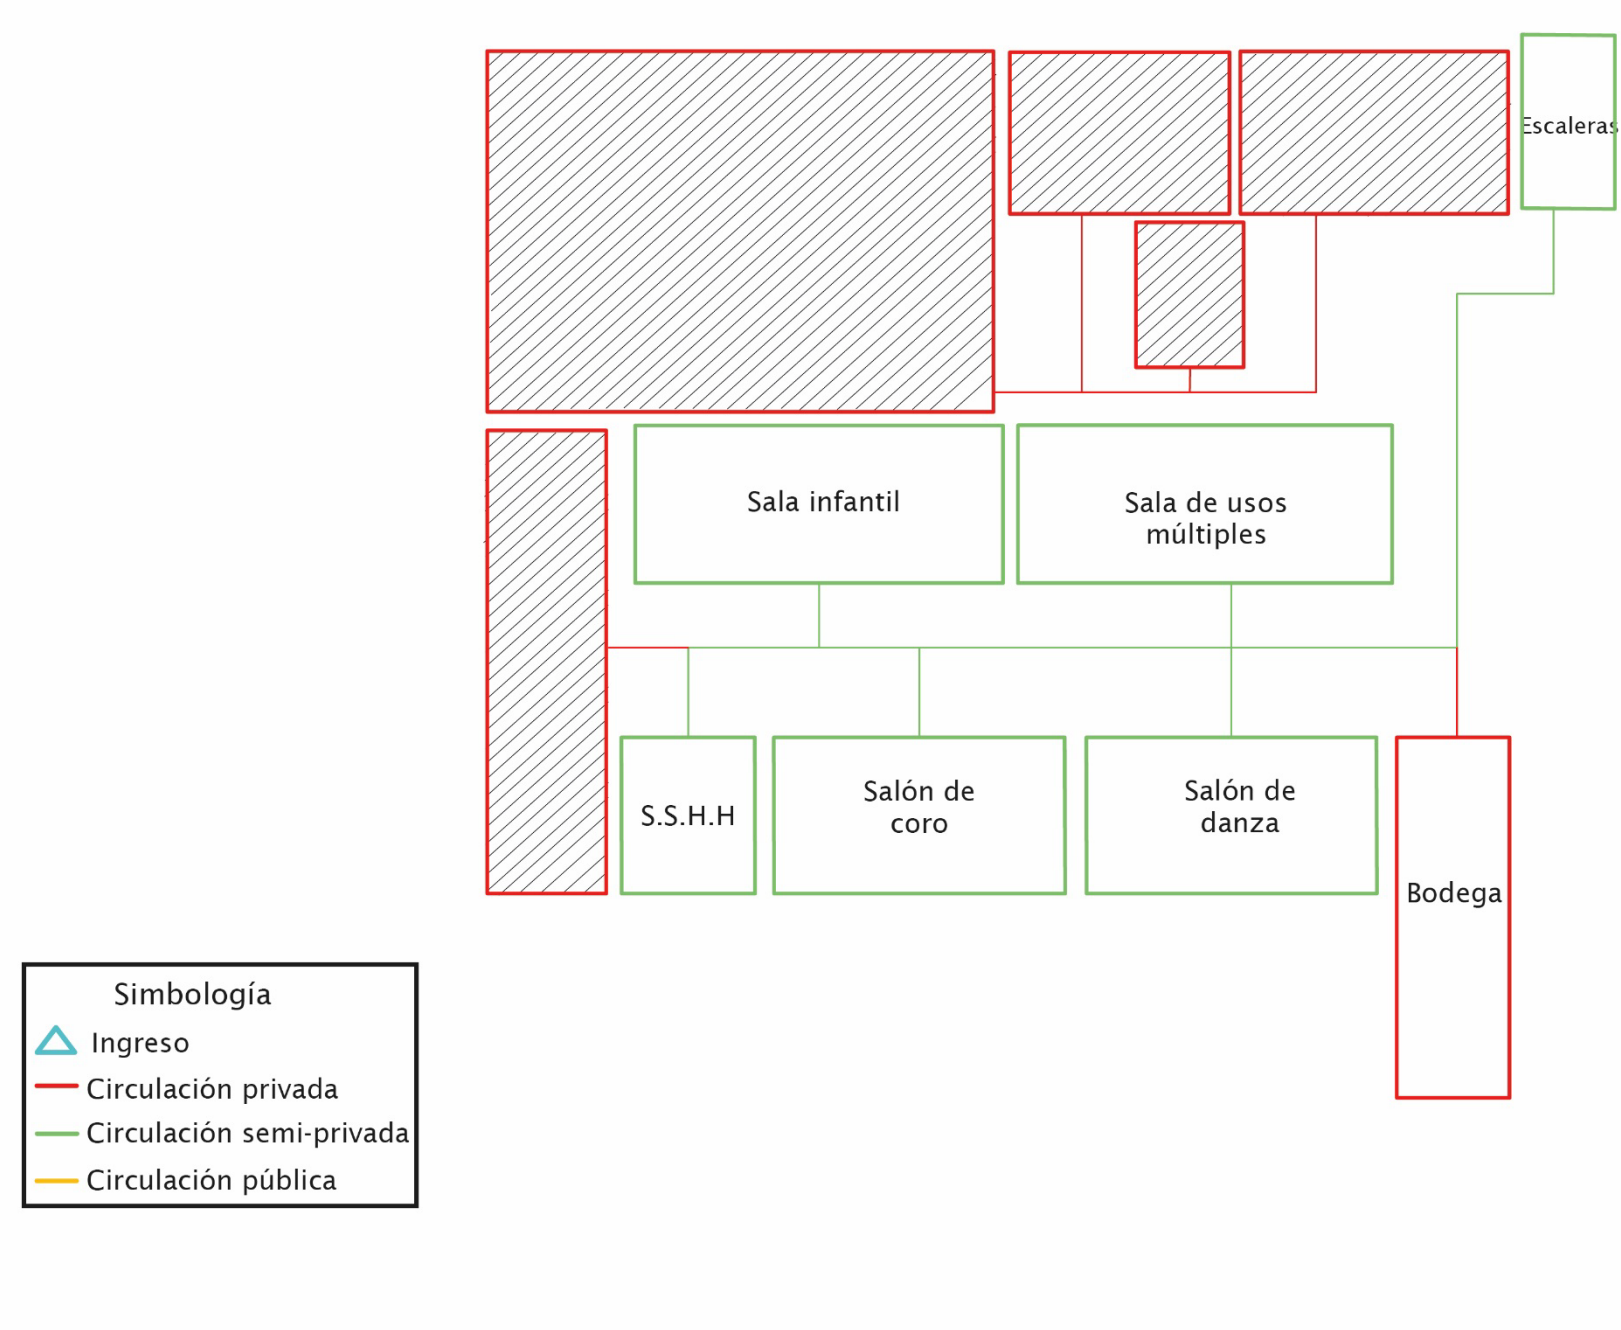 Escaleras
Sala infantil
Sala de usos
múltiples
S.S.H.H
Salón de
coro
Salón de
danza
Bodega
Simbología
Ingreso
Circulación privada
Circulación semi-privada
Circulación pública